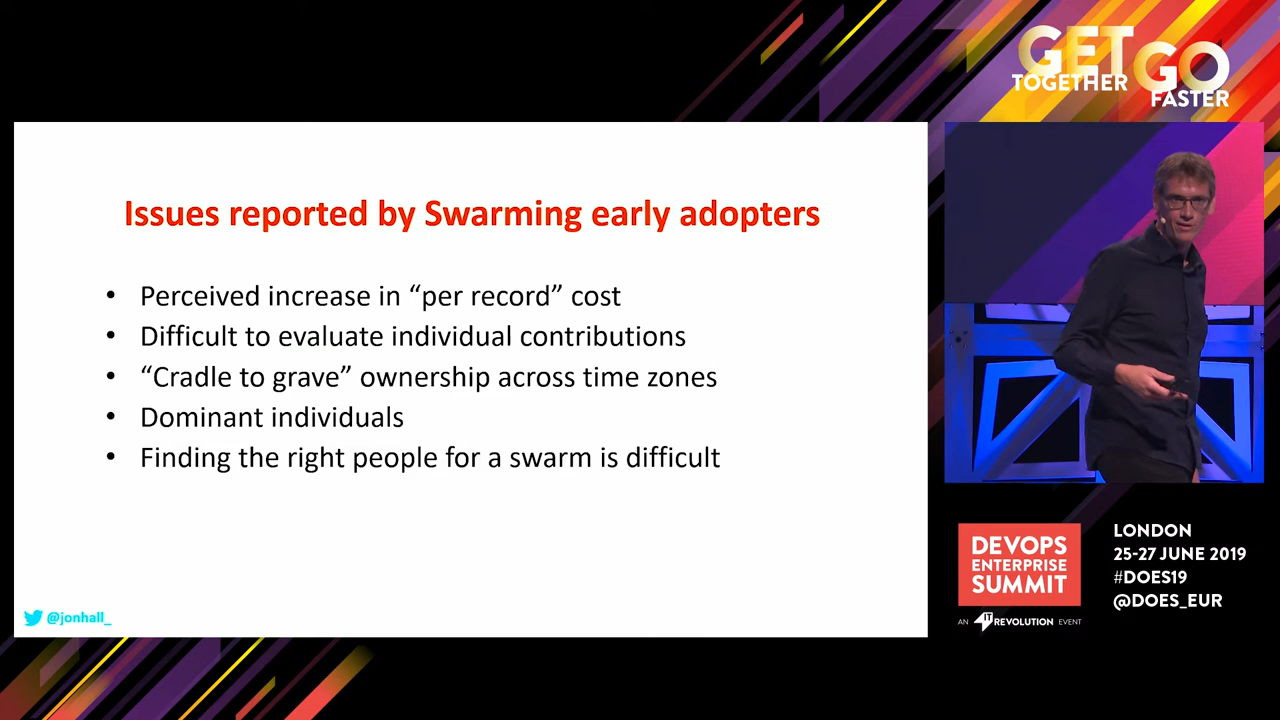 GET
TOGETHER
GO
FASTER
Issues reported by Swarming early adopters
• Perceived increase in “per record” cost
• Difficult to evaluate individual contributions
• “Cradle to grave” ownership across time zones
• Dominant individuals
• Finding the right people for a swarm is difficult
@jonhall_
DEVOPS
ENTERPRISE
SUMMIT
AN IT REVOLUTION EVENT
LONDON
25-27 JUNE 2019
#DOES19
@DOES_EUR